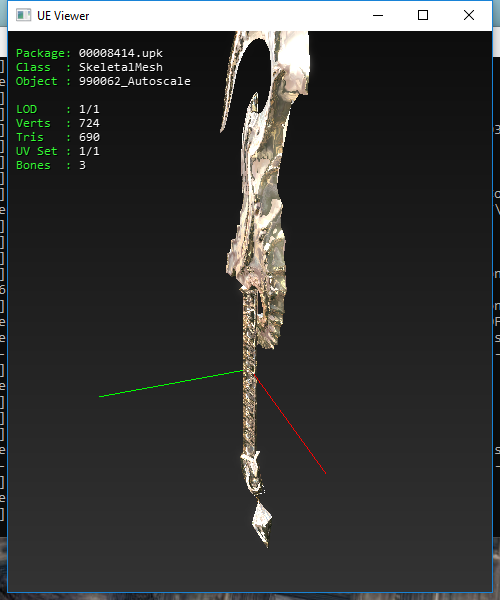 UE Viewer
Package: 00008414.upk
Class : SkeletalMesh
Object : 990062_Autoscale
LOD : 1/1
Verts : 724
Tris : 690
UV Set : 1/1
Bones : 3